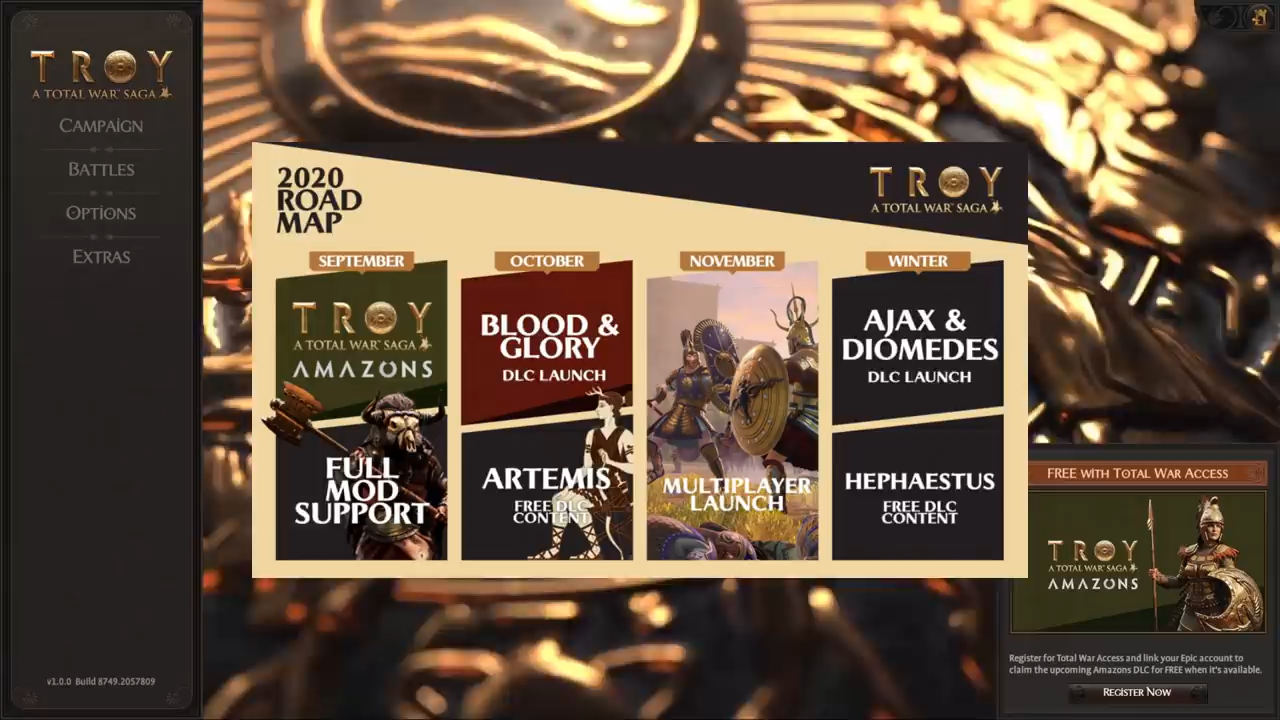 TROY
A TOTAL WAR™ SAGA
CAMPAIGN
BATTLES
OPTIONS
EXTRAS
v1.0.0 Build 8749.2057809
2020
ROAD
MAP
TROY
A TOTAL WAR™ SAGA
SEPTEMBER
TROY
A TOTAL WAR™ SAGA
AMAZONS
FULL
MOD
SUPPORT
OCTOBER
BLOOD &
GLORY
DLC LAUNCH
ARTEMIS
FREE DLC
CONTENT
NOVEMBER
MULTIPLAYER
LAUNCH
WINTER
AJAX &
DIOMEDES
DLC LAUNCH
HEPHAESTUS
FREE DLC
CONTENT
FREE WITH TOTAL WAR ACCESS
TROY
A TOTAL WAR™ SAGA
AMAZONS
Register for Total War Access and link your Epic account to
claim the upcoming Amazons DLC for FREE when it's available.
REGISTER NOW